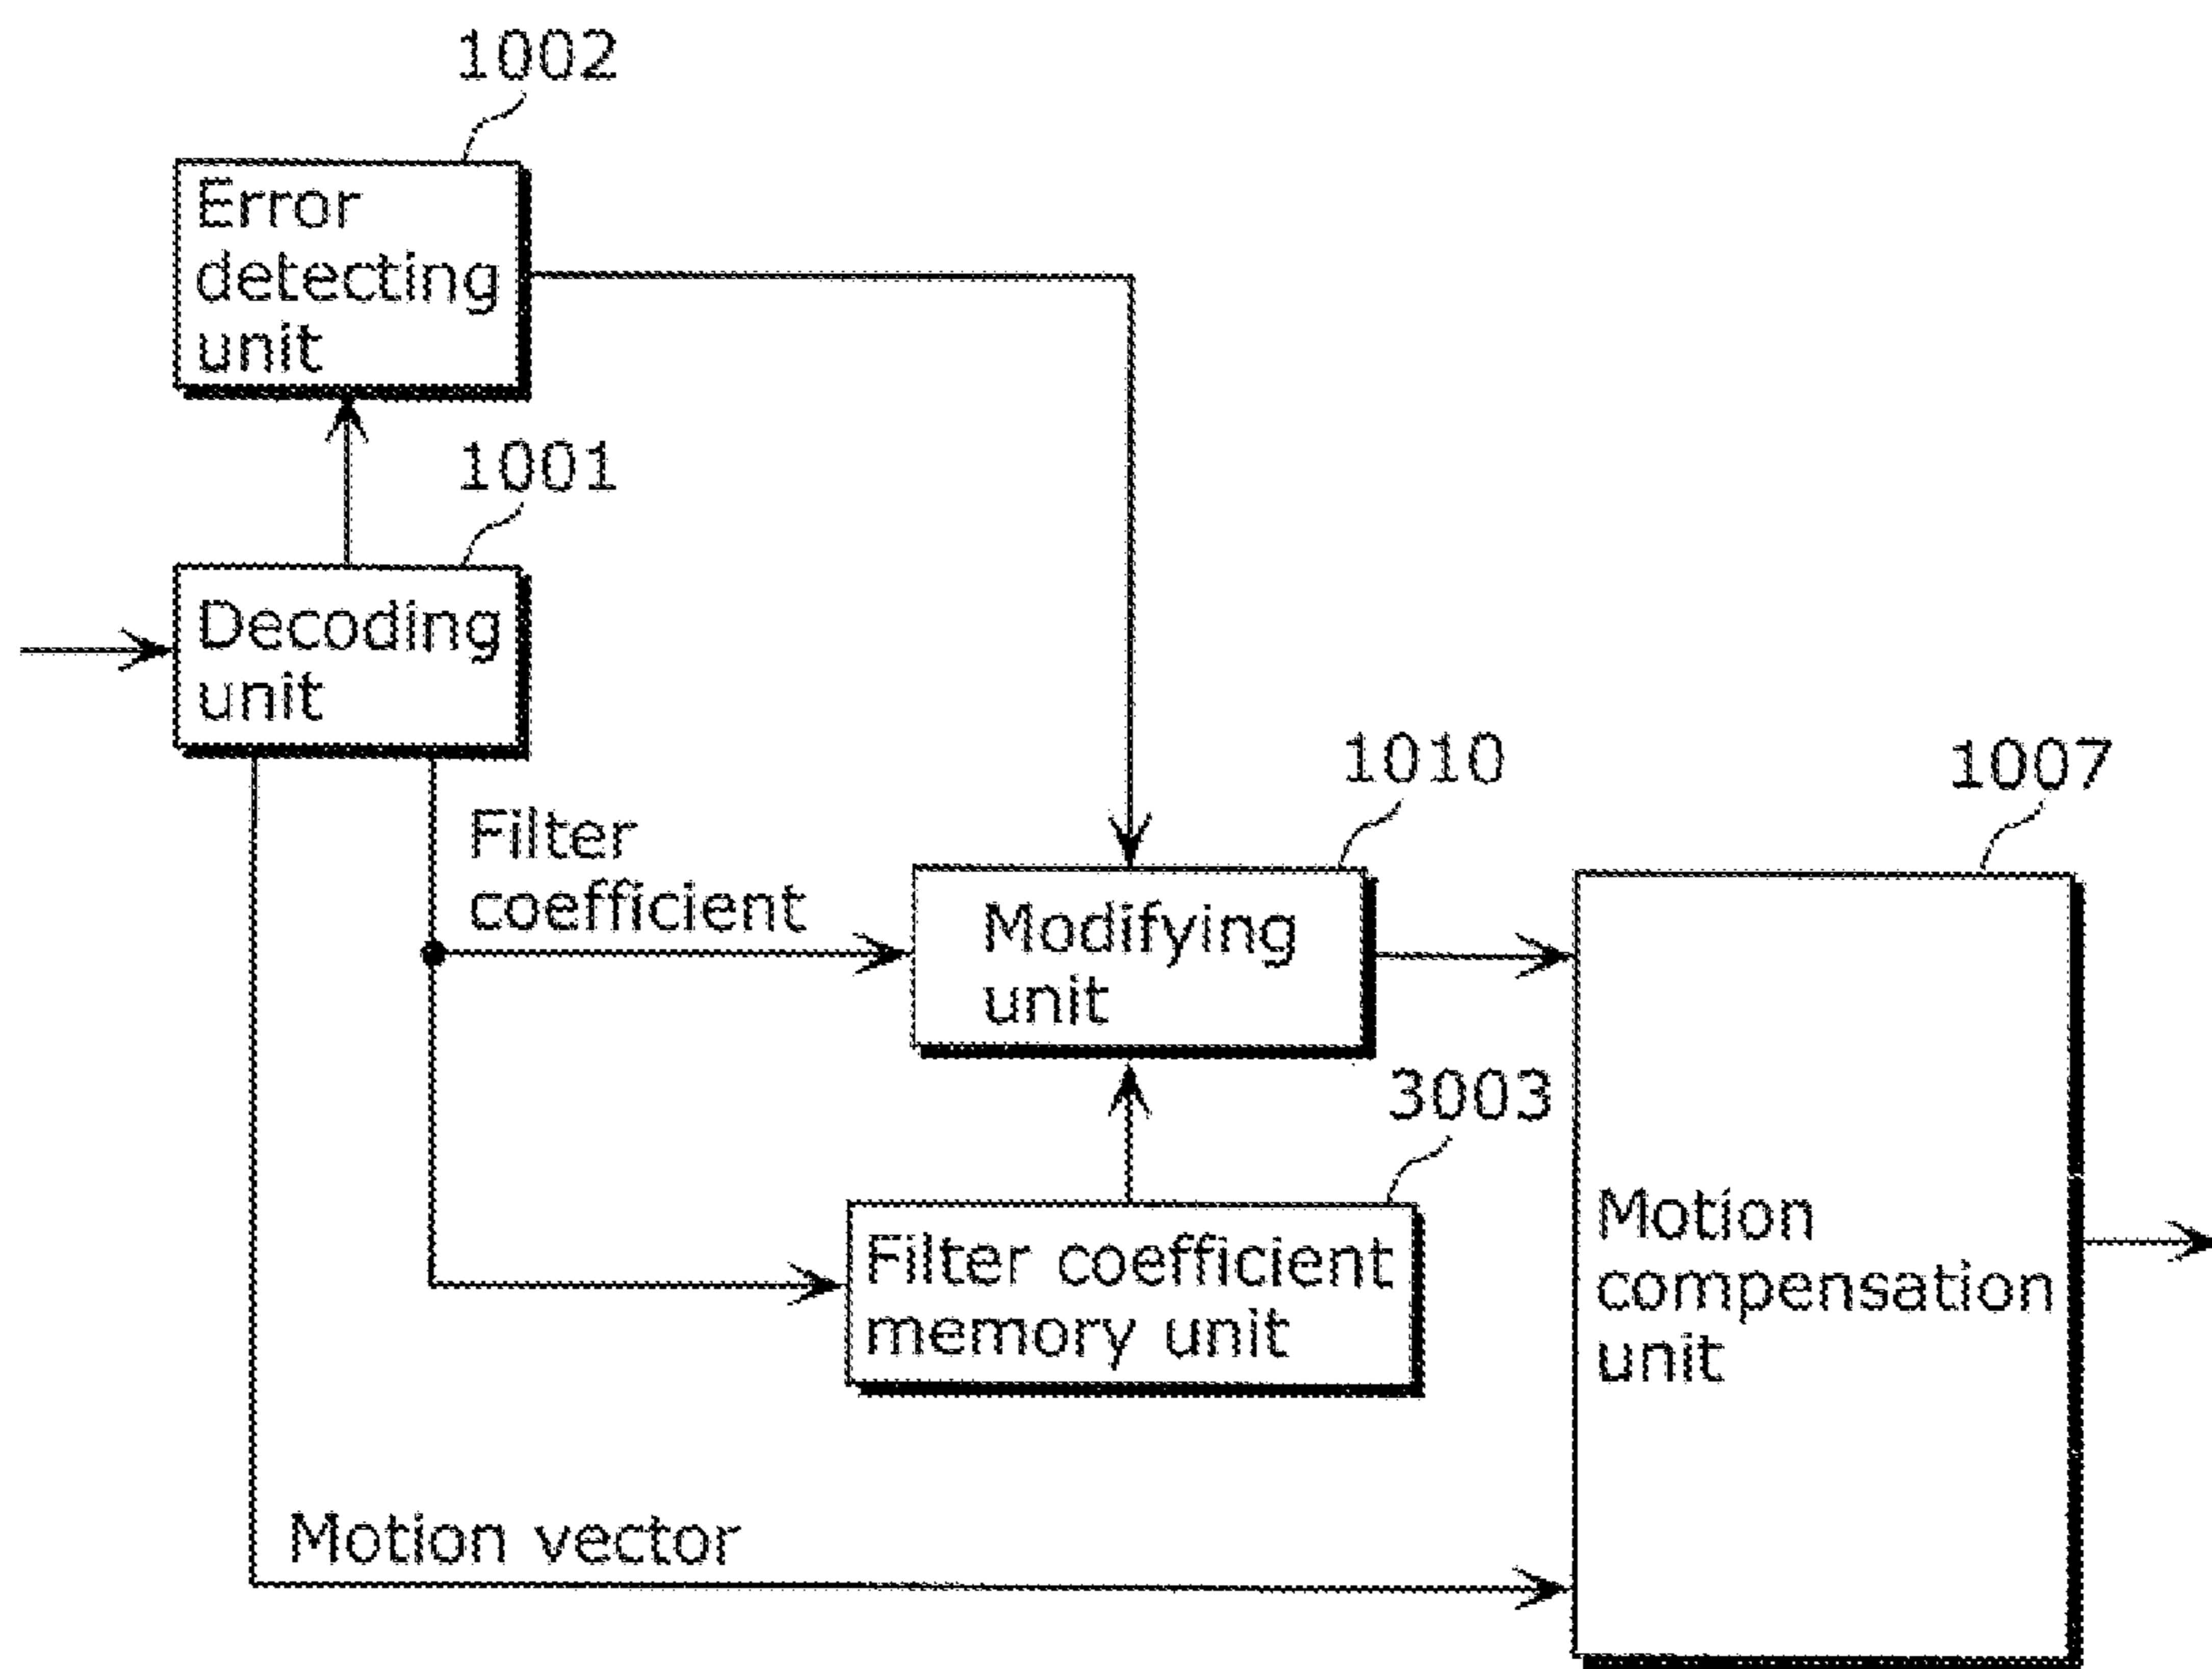 1002
Error
detecting
unit
1001
Decoding
unit
Filter
coefficient
1010
Modifying
unit
1007
3003
Filter coefficient
memory unit
Motion
compensation
unit
Motion vector